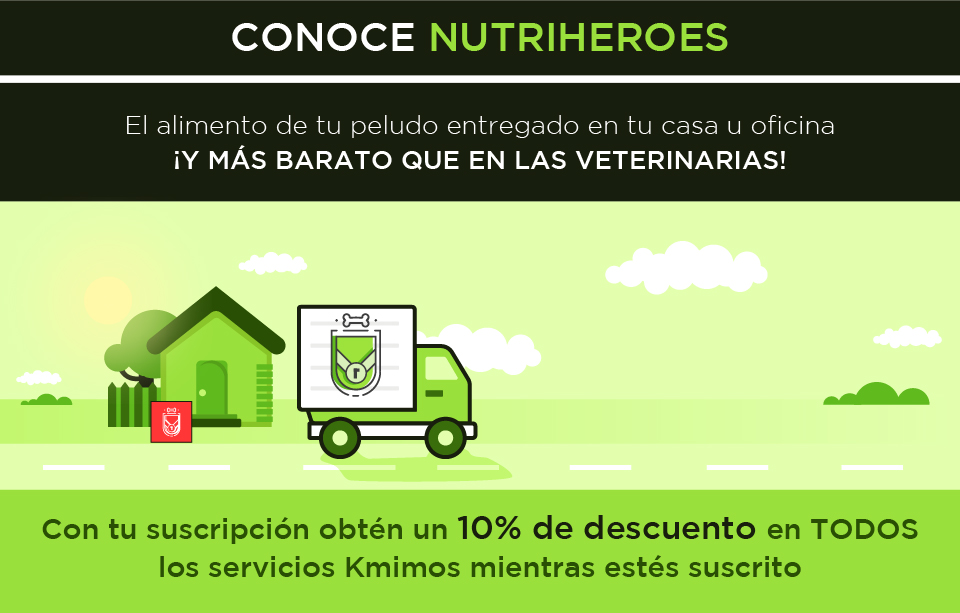 CONOCE NUTRIHEROES
El alimento de tu peludo entregado en tu casa u oficina
¡Y MÁS BARATO QUE EN LAS VETERINARIAS!
Con tu suscripción obtén un 10% de descuento en TODOS
los servicios Kmimos mientras estés suscrito